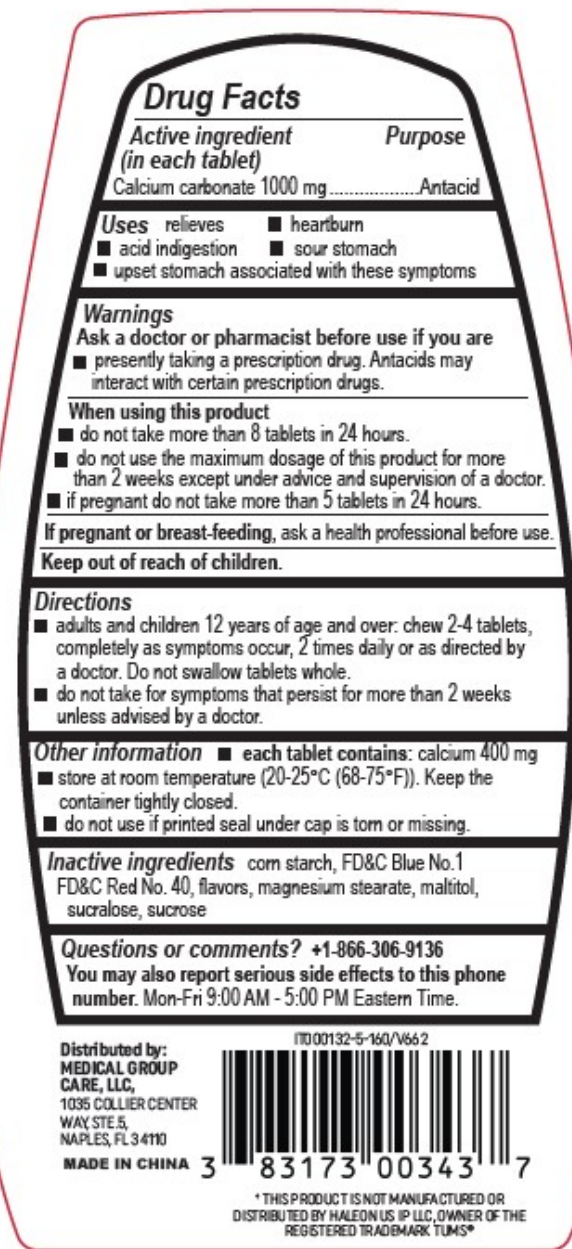 Drug Facts
Active ingredient Purpose
(in each tablet)
Calcium carbonate 1000 mg...................Antacid
Uses relieves ■ heartburn
■ acid indigestion ■ sour stomach
■ upset stomach associated with these symptoms
Warnings
Ask a doctor or pharmacist before use if you are
■ presently taking a prescription drug. Antacids may
interact with certain prescription drugs.
When using this product
■ do not take more than 8 tablets in 24 hours.
■ do not use the maximum dosage of this product for more
than 2 weeks except under advice and supervision of a doctor.
■ if pregnant do not take more than 5 tablets in 24 hours.
If pregnant or breast-feeding, ask a health professional before use.
Keep out of reach of children.
Directions
■ adults and children 12 years of age and over: chew 2-4 tablets,
completely as symptoms occur, 2 times daily or as directed by
a doctor. Do not swallow tablets whole.
■ do not take for symptoms that persist for more than 2 weeks
unless advised by a doctor.
Other information ■ each tablet contains: calcium 400 mg
■ store at room temperature (20-25°C (68-75°F)). Keep the
container tightly closed.
■ do not use if printed seal under cap is torn or missing.
Inactive ingredients corn starch, FD&C Blue No.1
FD&C Red No. 40, flavors, magnesium stearate, maltitol,
sucralose, sucrose
Questions or comments? +1-866-306-9136
You may also report serious side effects to this phone
number. Mon-Fri 9:00 AM - 5:00 PM Eastern Time.
Distributed by:
MEDICAL GROUP
CARE, LLC,
1035 COLLIER CENTER
WAY, STE.5,
NAPLES, FL 34110
MADE IN CHINA
IT000132-5-160/V66.2
3 83173 00343 7
* THIS PRODUCT IS NOT MANUFACTURED OR
DISTRIBUTED BY HALEON US IP LLC, OWNER OF THE
REGISTERED TRADEMARK TUMS®